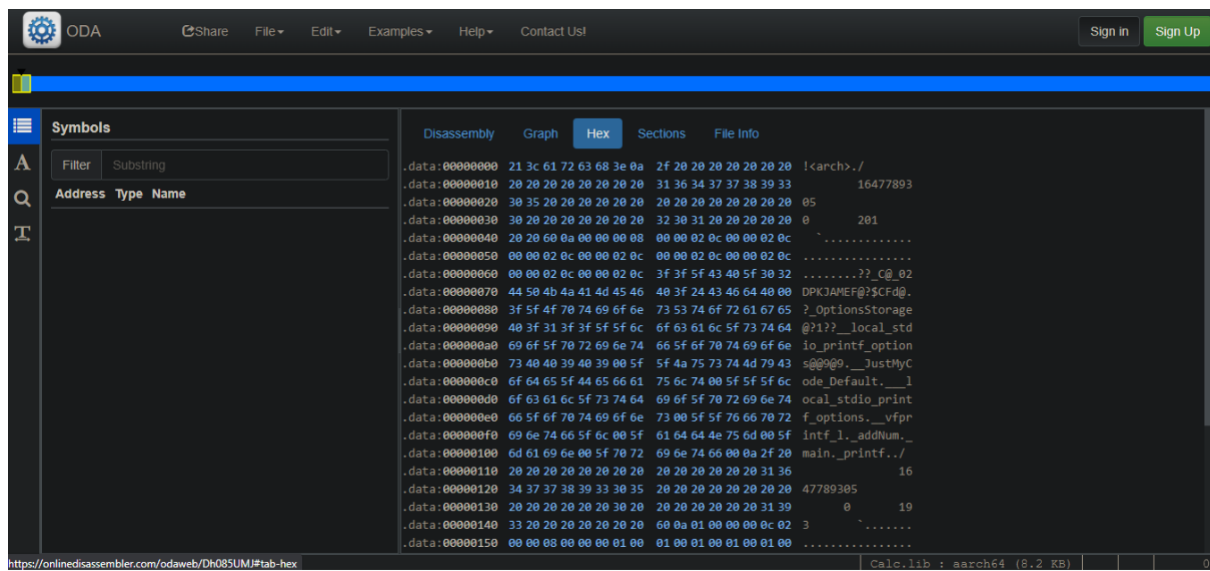 ODA Share File Edit Examples Help Contact Us! Sign in Sign Up
Symbols
Filter Substring
Address Type Name
Disassembly Graph Hex Sections File Info
.data:00000000 21 3c 61 72 63 68 3e 0a 2f 20 20 20 20 20 20 20 !<arch>./
.data:00000010 20 20 20 20 20 20 20 20 31 36 34 37 37 38 39 33 16477893
.data:00000020 30 35 20 20 20 20 20 20 20 20 20 20 20 20 20 20 05
.data:00000030 30 20 20 20 20 20 20 20 32 30 31 20 20 20 20 20 0 201
.data:00000040 20 20 60 0a 00 00 00 08 00 00 02 0c 00 00 02 0c `.............
.data:00000050 00 00 02 0c 00 00 02 0c 00 00 02 0c 00 00 02 0c ................
.data:00000060 00 00 02 0c 00 00 02 0c 3f 3f 5f 43 40 5f 30 32 ........??_C@_02
.data:00000070 44 50 4b 4a 41 4d 45 46 40 3f 24 43 46 64 40 00 DPKJAMEF@?$CFd@.
.data:00000080 3f 5f 4f 70 74 69 6f 6e 73 53 74 6f 72 61 67 65 ?_OptionsStorage
.data:00000090 40 3f 31 3f 3f 5f 5f 6c 6f 63 61 6c 5f 73 74 64 @?1??__local_std
.data:000000a0 69 6f 5f 70 72 69 6e 74 66 5f 6f 70 74 69 6f 6e io_printf_option
.data:000000b0 73 40 40 39 40 39 00 5f 5f 4a 75 73 74 4d 79 43 s@@9@9.__JustMyC
.data:000000c0 6f 64 65 5f 44 65 66 61 75 6c 74 00 5f 5f 5f 6c ode_Default.___l
.data:000000d0 6f 63 61 6c 5f 73 74 64 69 6f 5f 70 72 69 6e 74 ocal_stdio_print
.data:000000e0 66 5f 6f 70 74 69 6f 6e 73 00 5f 5f 76 66 70 72 f_options.__vfpr
.data:000000f0 69 6e 74 66 5f 6c 00 5f 61 64 64 4e 75 6d 00 5f intf_l._addNum._
.data:00000100 6d 61 69 6e 00 5f 70 72 69 6e 74 66 00 0a 2f 20 main._printf../
.data:00000110 20 20 20 20 20 20 20 20 20 20 20 20 20 20 31 36 16
.data:00000120 34 37 37 38 39 33 30 35 20 20 20 20 20 20 20 20 47789305
.data:00000130 20 20 20 20 20 20 30 20 20 20 20 20 20 20 31 39 0 19
.data:00000140 33 20 20 20 20 20 20 20 60 0a 01 00 00 00 0c 02 3 `.......
.data:00000150 00 00 08 00 00 00 01 00 01 00 01 00 01 00 01 00 ................
https://onlinedisassembler.com/odaweb/Dh085UMJ#tab-hex Calc.lib : aarch64 (8.2 KB) 0